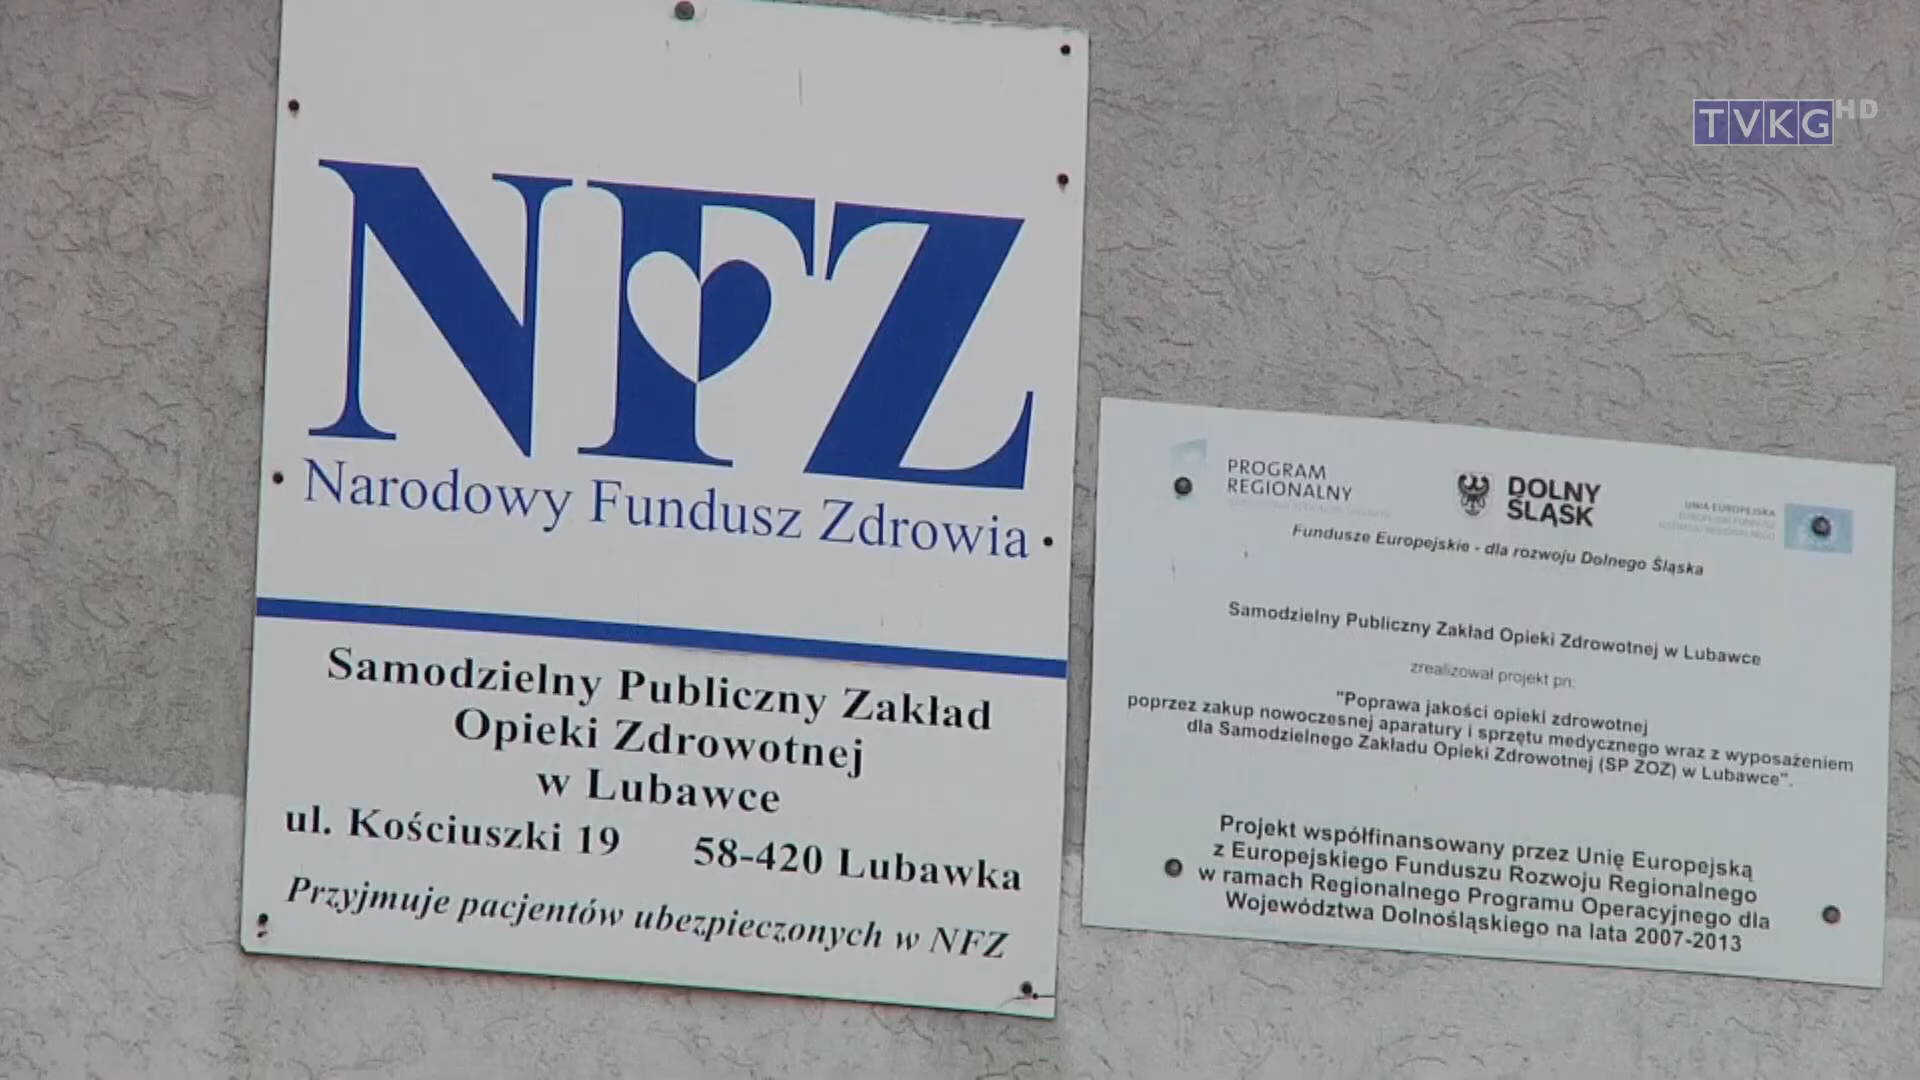 TVKG HD
NFZ
Narodowy Fundusz Zdrowia
Samodzielny Publiczny Zakład
Opieki Zdrowotnej
w Lubawce
ul. Kościuszki 19 58-420 Lubawka
Przyjmuje pacjentów ubezpieczonych w NFZ
PROGRAM
REGIONALNY
DOLNY
ŚLĄSK
UNIA EUROPEJSKA
Fundusze Europejskie - dla rozwoju Dolnego Śląska
Samodzielny Publiczny Zakład Opieki Zdrowotnej w Lubawce
zrealizował projekt pn:
"Poprawa jakości opieki zdrowotnej
poprzez zakup nowoczesnej aparatury i sprzętu medycznego wraz z wyposażeniem
dla Samodzielnego Zakładu Opieki Zdrowotnej (SP ZOZ) w Lubawce".
Projekt współfinansowany przez Unię Europejską
z Europejskiego Funduszu Rozwoju Regionalnego
w ramach Regionalnego Programu Operacyjnego dla
Województwa Dolnośląskiego na lata 2007-2013